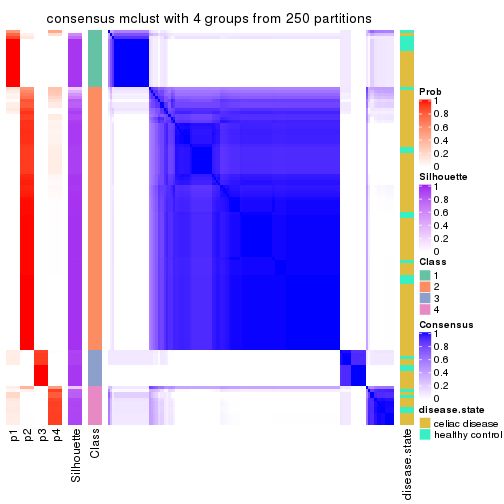 consensus mclust with 4 groups from 250 partitions
Prob
1
0.8
0.6
0.4
0.2
0
Silhouette
1
0.8
0.6
0.4
0.2
0
Class
1
2
3
4
Consensus
1
0.8
0.6
0.4
0.2
0
disease.state
celiac disease
healthy control
p1
p2
p3
p4
Silhouette
Class
disease.state